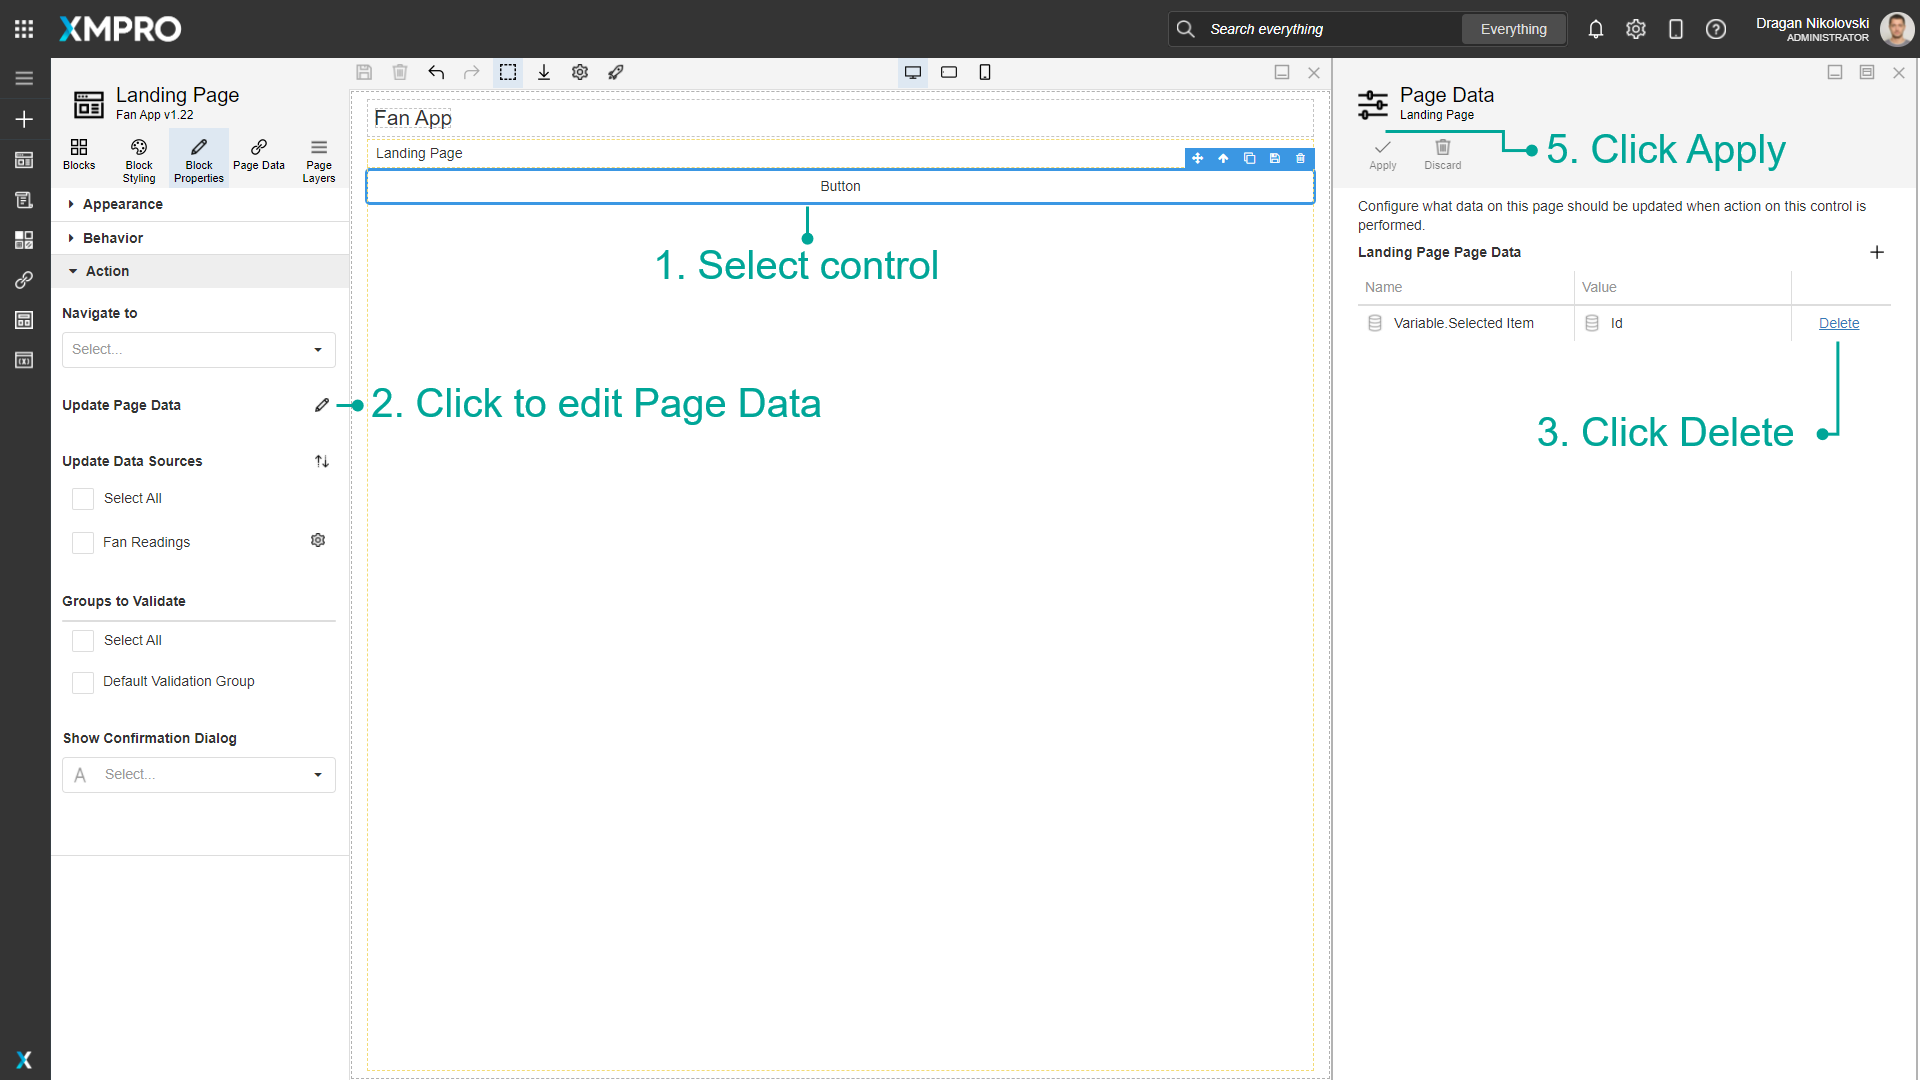 XMPRO
Search everything
Everything
Dragan Nikolovski
ADMINISTRATOR
Landing Page
Fan App v1.22
Blocks
Block Styling
Block Properties
Page Data
Page Layers
Appearance
Behavior
Action
Navigate to
Select...
Update Page Data
Update Data Sources
Select All
Fan Readings
Groups to Validate
Select All
Default Validation Group
Show Confirmation Dialog
A Select...
X
Fan App
Landing Page
Button
1. Select control
2. Click to edit Page Data
Page Data
Landing Page
Apply
Discard
5. Click Apply
Configure what data on this page should be updated when action on this control is
performed.
Landing Page Page Data
Name
Value
Variable.Selected Item
Id
Delete
3. Click Delete